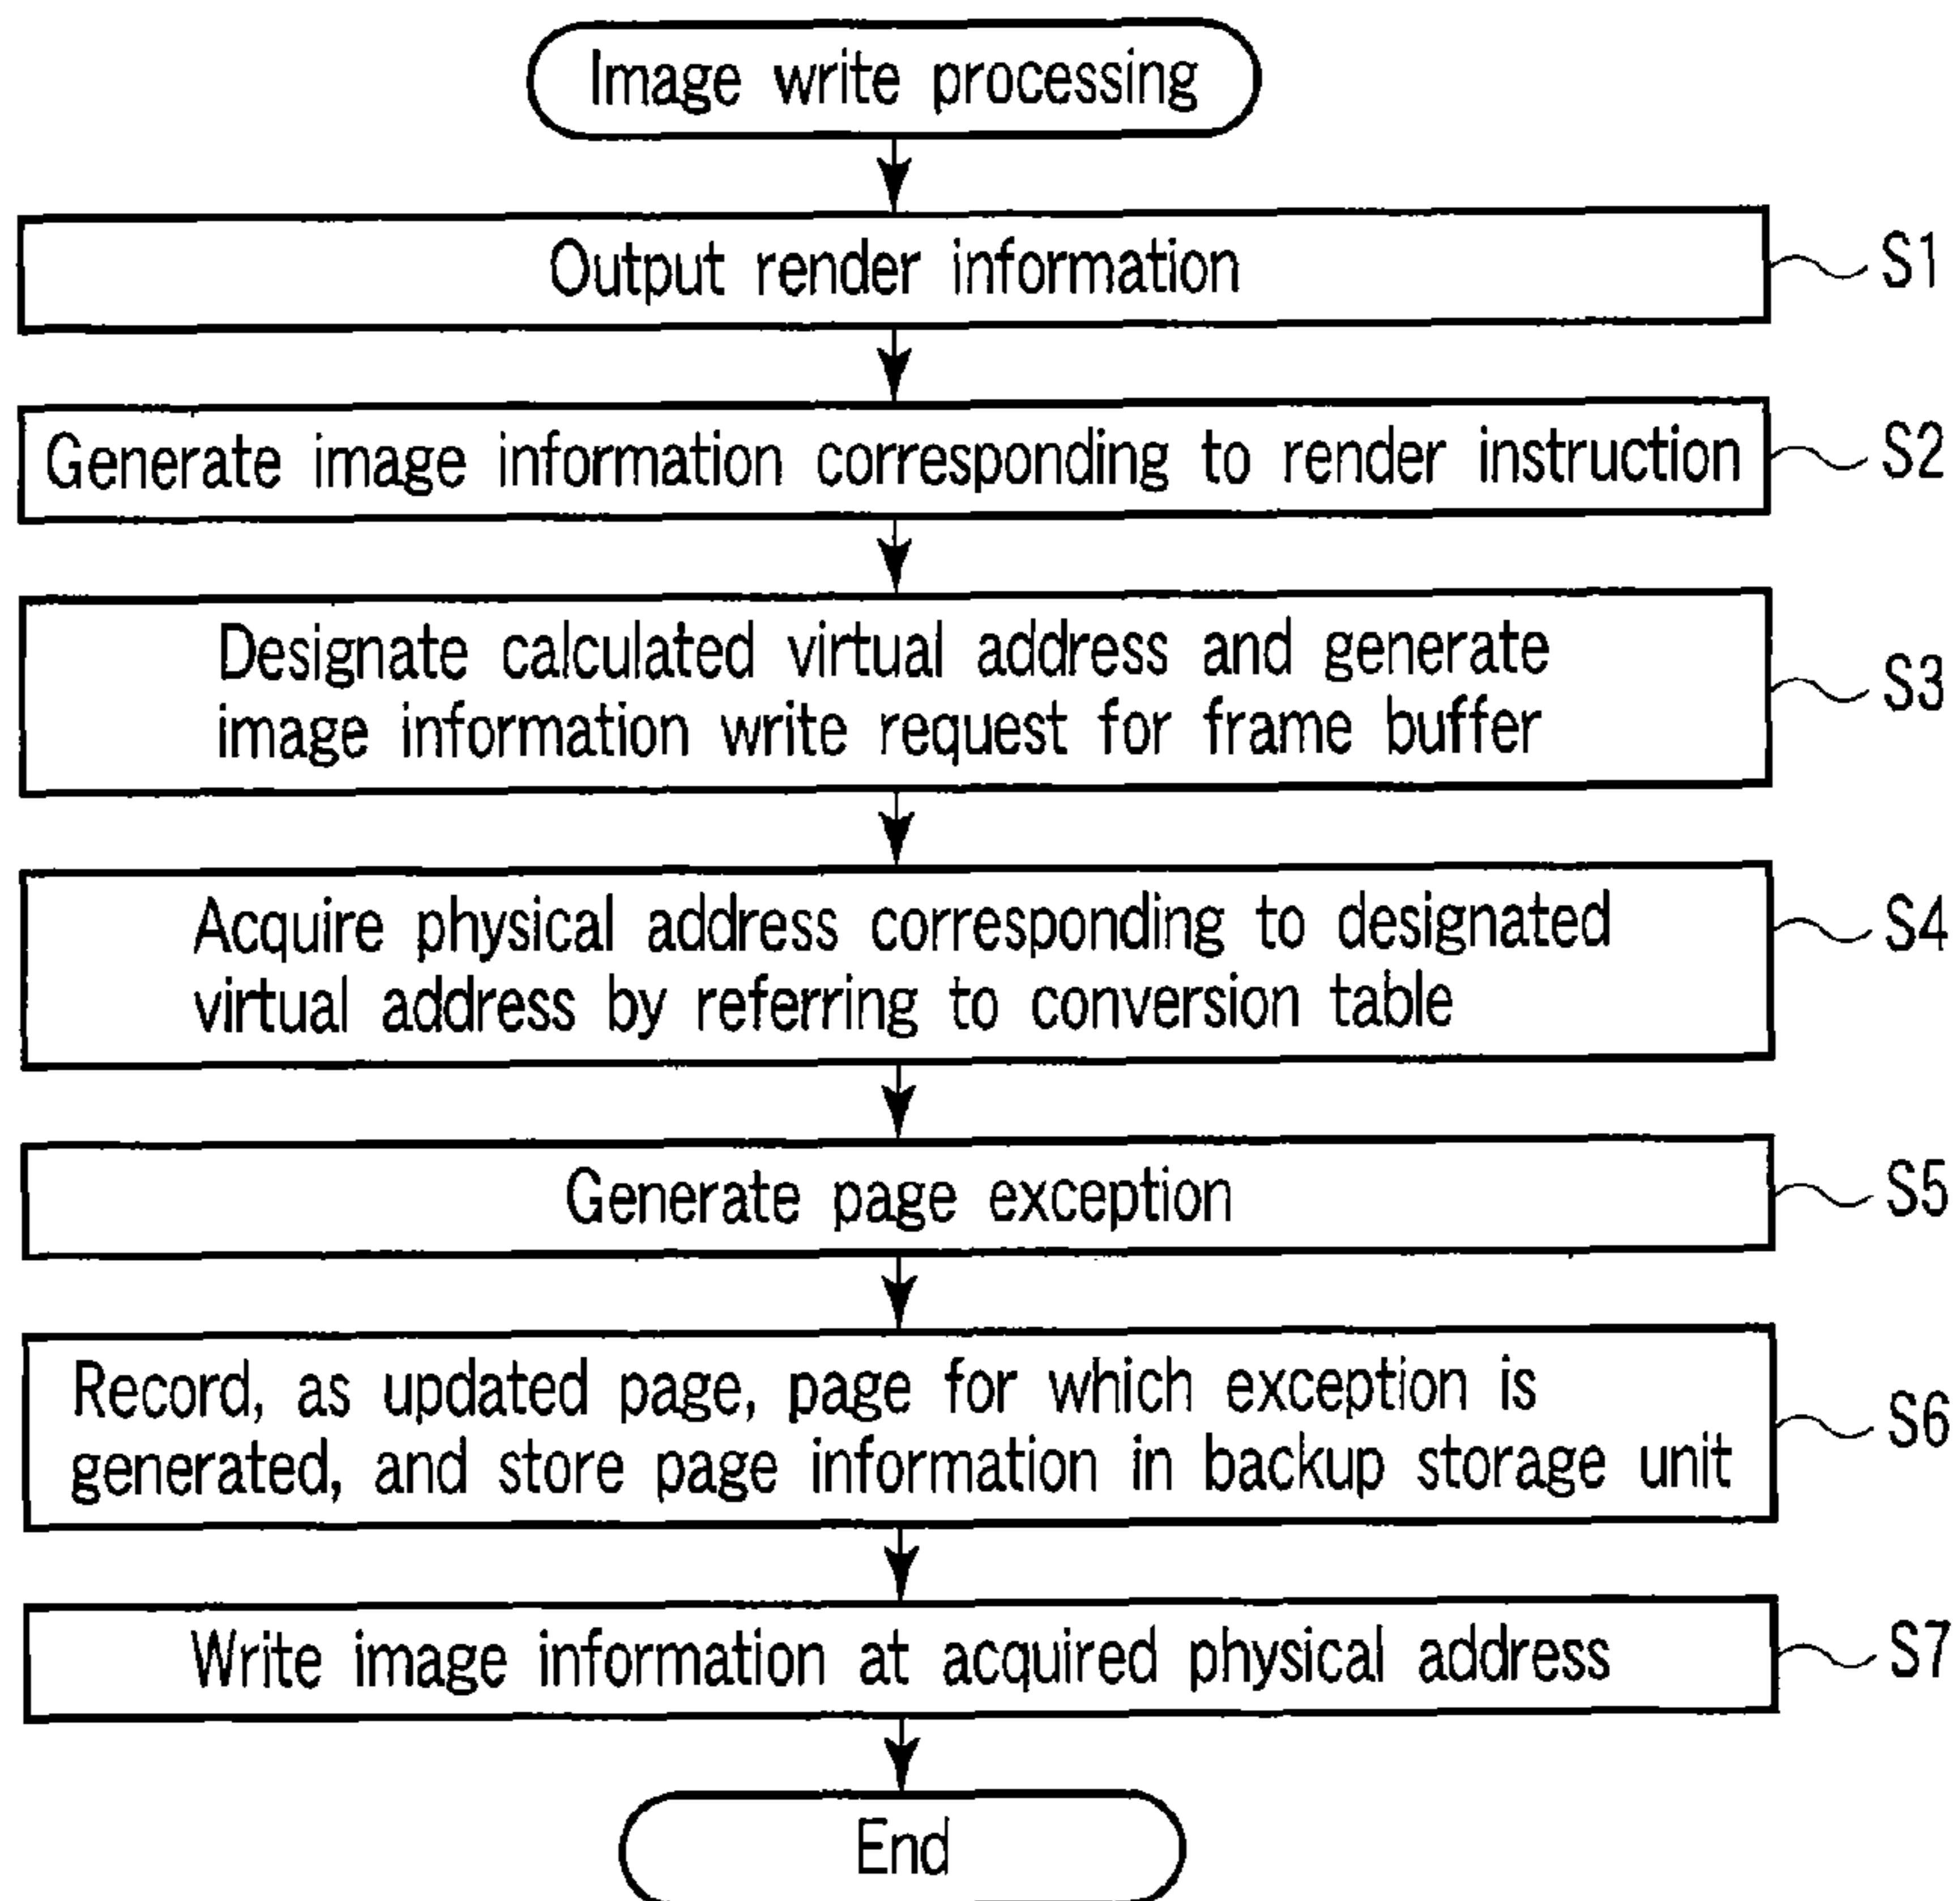 Image write processing
Output render information
S1
Generate image information corresponding to render instruction
S2
Designate calculated virtual address and generate
image information write request for frame buffer
S3
Acquire physical address corresponding to designated
virtual address by referring to conversion table
S4
Generate page exception
S5
Record, as updated page, page for which exception is
generated, and store page information in backup storage unit
S6
Write image information at acquired physical address
S7
End